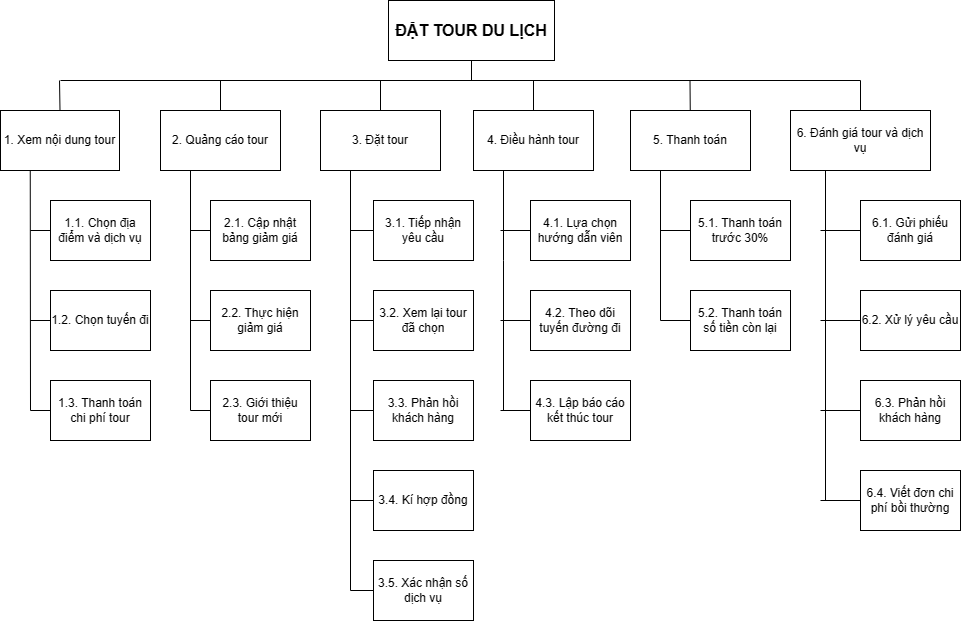 ĐẶT TOUR DU LỊCH
1. Xem nội dung tour
2. Quảng cáo tour
3. Đặt tour
4. Điều hành tour
5. Thanh toán
6. Đánh giá tour và dịch
vụ
1.1. Chọn địa
điểm và dịch vụ
1.2. Chọn tuyến đi
1.3. Thanh toán
chi phí tour
2.1. Cập nhật
bảng giảm giá
2.2. Thực hiện
giảm giá
2.3. Giới thiệu
tour mới
3.1. Tiếp nhận
yêu cầu
3.2. Xem lại tour
đã chọn
3.3. Phản hồi
khách hàng
3.4. Kí hợp đồng
3.5. Xác nhận số
dịch vụ
4.1. Lựa chọn
hướng dẫn viên
4.2. Theo dõi
tuyến đường đi
4.3. Lập báo cáo
kết thúc tour
5.1. Thanh toán
trước 30%
5.2. Thanh toán
số tiền còn lại
6.1. Gửi phiếu
đánh giá
6.2. Xử lý yêu cầu
6.3. Phản hồi
khách hàng
6.4. Viết đơn chi
phí bồi thường